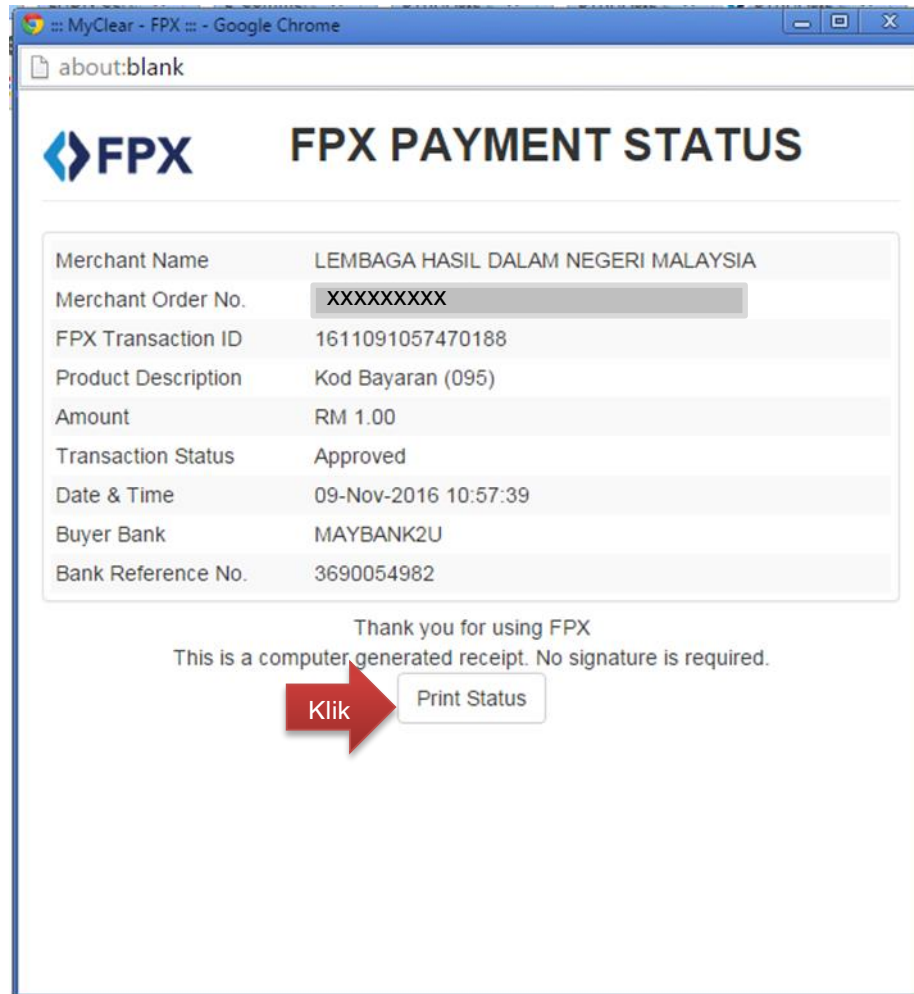 ::: MyClear - FPX ::: - Google Chrome
about:blank
FPX
FPX PAYMENT STATUS
Merchant Name LEMBAGA HASIL DALAM NEGERI MALAYSIA
Merchant Order No. XXXXXXXXX
FPX Transaction ID 1611091057470188
Product Description Kod Bayaran (095)
Amount RM 1.00
Transaction Status Approved
Date & Time 09-Nov-2016 10:57:39
Buyer Bank MAYBANK2U
Bank Reference No. 3690054982
Thank you for using FPX
This is a computer generated receipt. No signature is required.
Klik Print Status